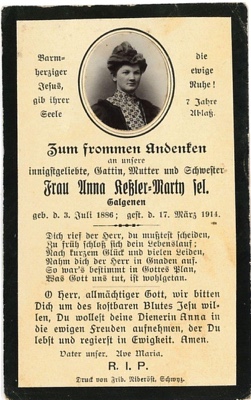 Barm-
herziger
Jesus,
gib ihrer
Seele
die
ewige
Ruhe!
7 Jahre
Ablaß.
Zum frommen Andenken
an unsere
innigstgeliebte, Gattin, Mutter und Schwester
Frau Anna Keßler-Marty sel.
Galgenen
geb. d. 3. Juli 1886; gest. d. 17. März 1914.
Dich rief der Herr, du mußtest scheiden,
Zu früh schloß sich dein Lebenslauf;
Nach kurzem Glück und vielen Leiden,
Nahm dich der Herr in Gnaden auf.
So war's bestimmt in Gottes Plan,
Was Gott uns tut, ist wohlgetan.
O Herr, allmächtiger Gott, wir bitten
Dich um des kostbaren Blutes Jesu wil-
len, Du wolltest deine Dienerin Anna in
die ewigen Freuden aufnehmen, der Du
lebst und regierst in Ewigkeit. Amen.
Vater unser. Ave Maria.
R. I. P.
Druck von Frid. Alberöst, Schwyz.